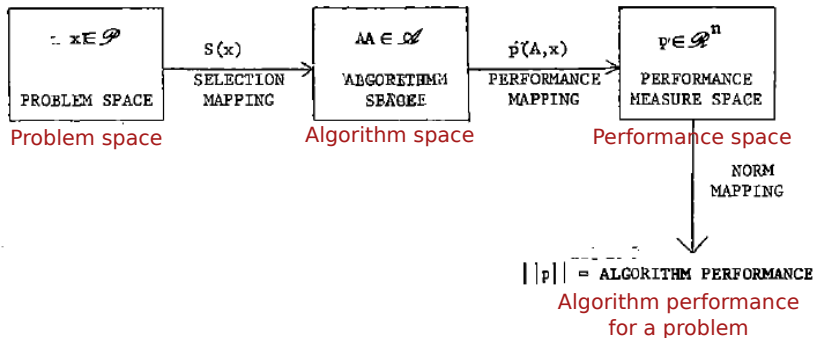 x ∈ 𝒫
PROBLEM SPACE
Problem space
S(x)
SELECTION
MAPPING
A ∈ 𝒜
ALGORITHM
SPACE
Algorithm space
p(A,x)
PERFORMANCE
MAPPING
p ∈ ℛⁿ
PERFORMANCE
MEASURE SPACE
Performance space
NORM
MAPPING
||p|| = ALGORITHM PERFORMANCE
Algorithm performance
for a problem